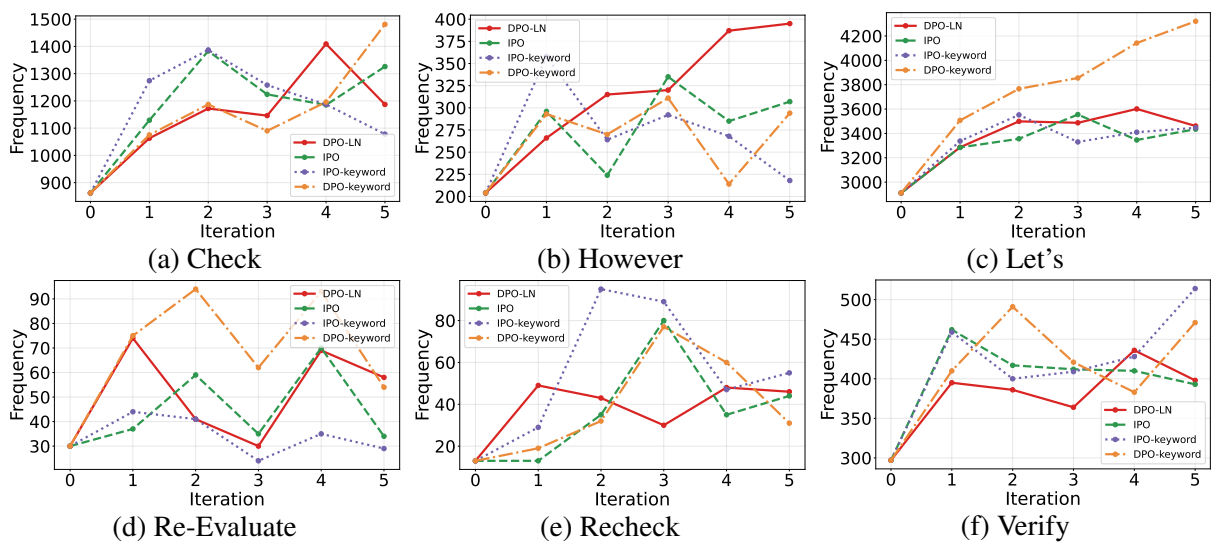 Frequency
1500
1400
1300
1200
1100
1000
900
DPO-LN
IPO
IPO-keyword
DPO-keyword
0 1 2 3 4 5
Iteration
(a) Check
Frequency
400
375
350
325
300
275
250
225
200
DPO-LN
IPO
IPO-keyword
DPO-keyword
0 1 2 3 4 5
Iteration
(b) However
Frequency
4200
4000
3800
3600
3400
3200
3000
DPO-LN
IPO
IPO-keyword
DPO-keyword
0 1 2 3 4 5
Iteration
(c) Let's
Frequency
90
80
70
60
50
40
30
DPO-LN
IPO
IPO-keyword
DPO-keyword
0 1 2 3 4 5
Iteration
(d) Re-Evaluate
Frequency
80
60
40
20
DPO-LN
IPO
IPO-keyword
DPO-keyword
0 1 2 3 4 5
Iteration
(e) Recheck
Frequency
500
450
400
350
300
DPO-LN
IPO
IPO-keyword
DPO-keyword
0 1 2 3 4 5
Iteration
(f) Verify